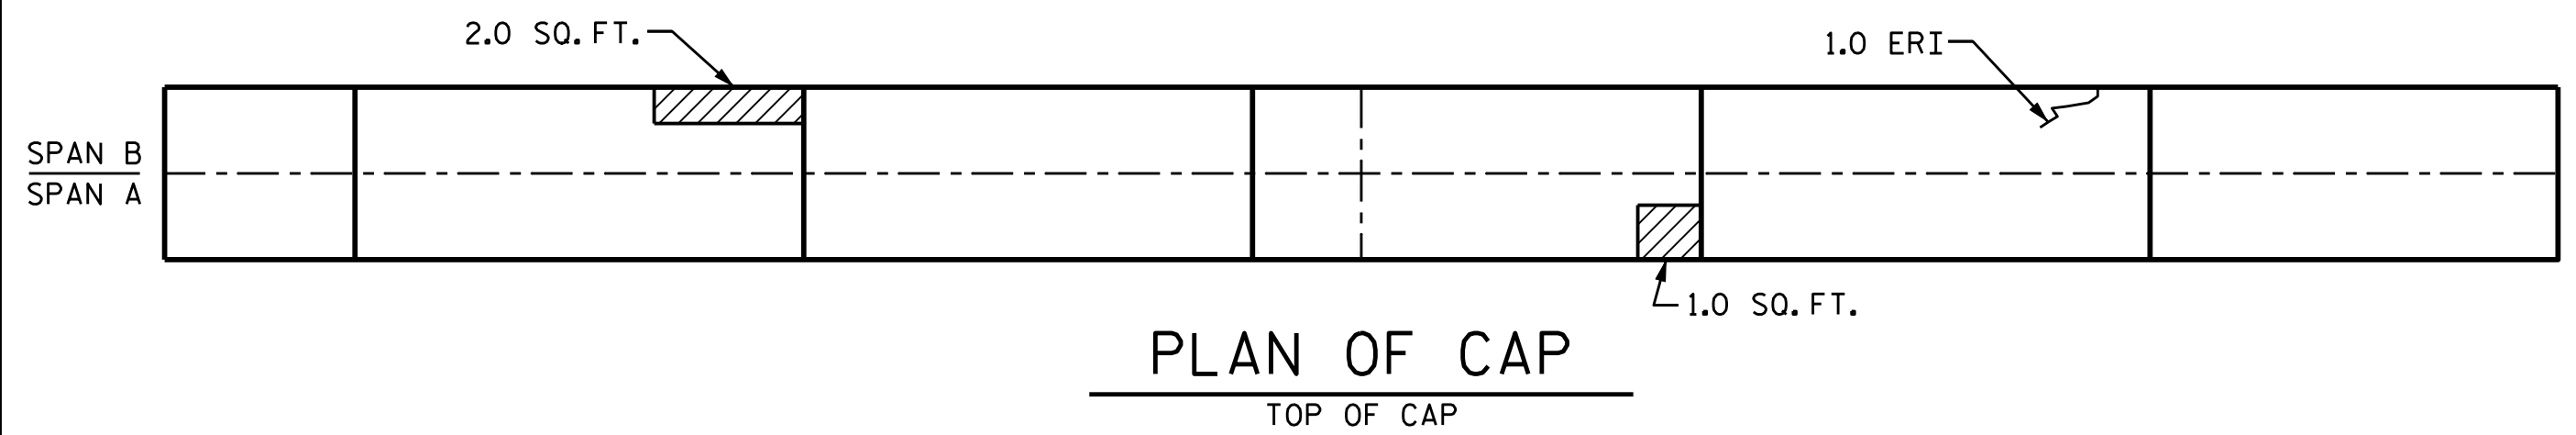 2.0 SQ. FT.
1.0 ERI
SPAN B
SPAN A
1.0 SQ. FT.
PLAN OF CAP
TOP OF CAP